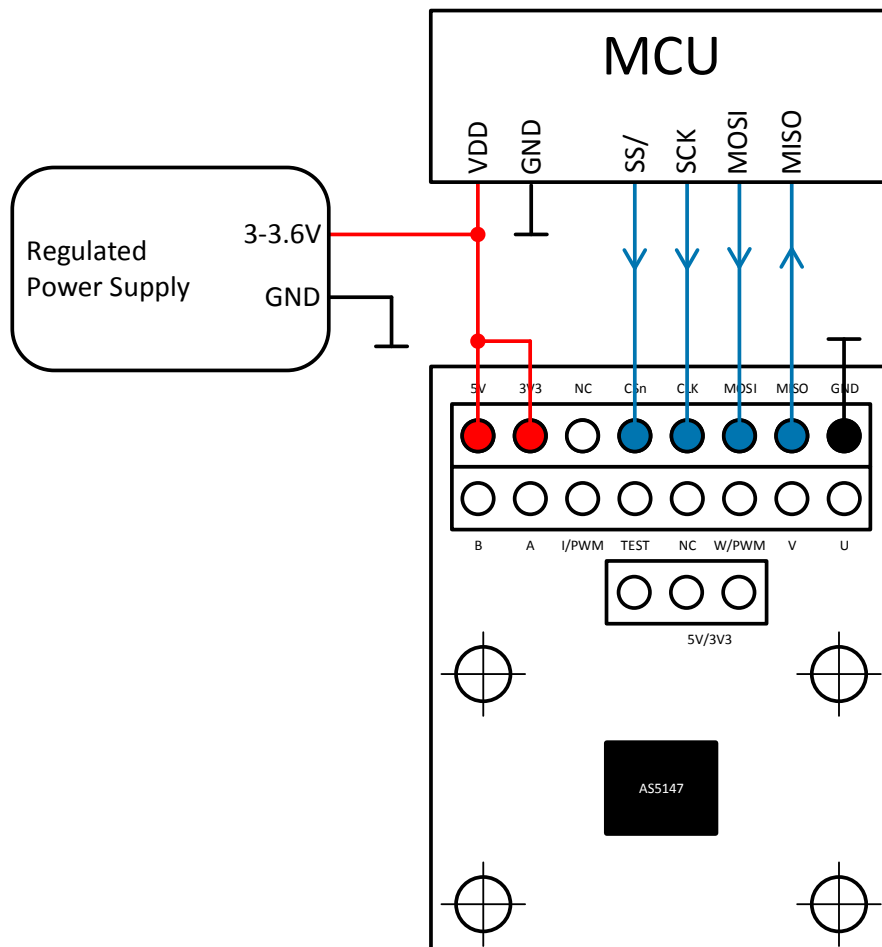 MCU
VDD
GND
SS/
SCK
MOSI
MISO
Regulated
Power Supply
3-3.6V
GND
5V 3V3 NC CSn CLK MOSI MISO GND
B A I/PWM TEST NC W/PWM V U
5V/3V3
AS5147